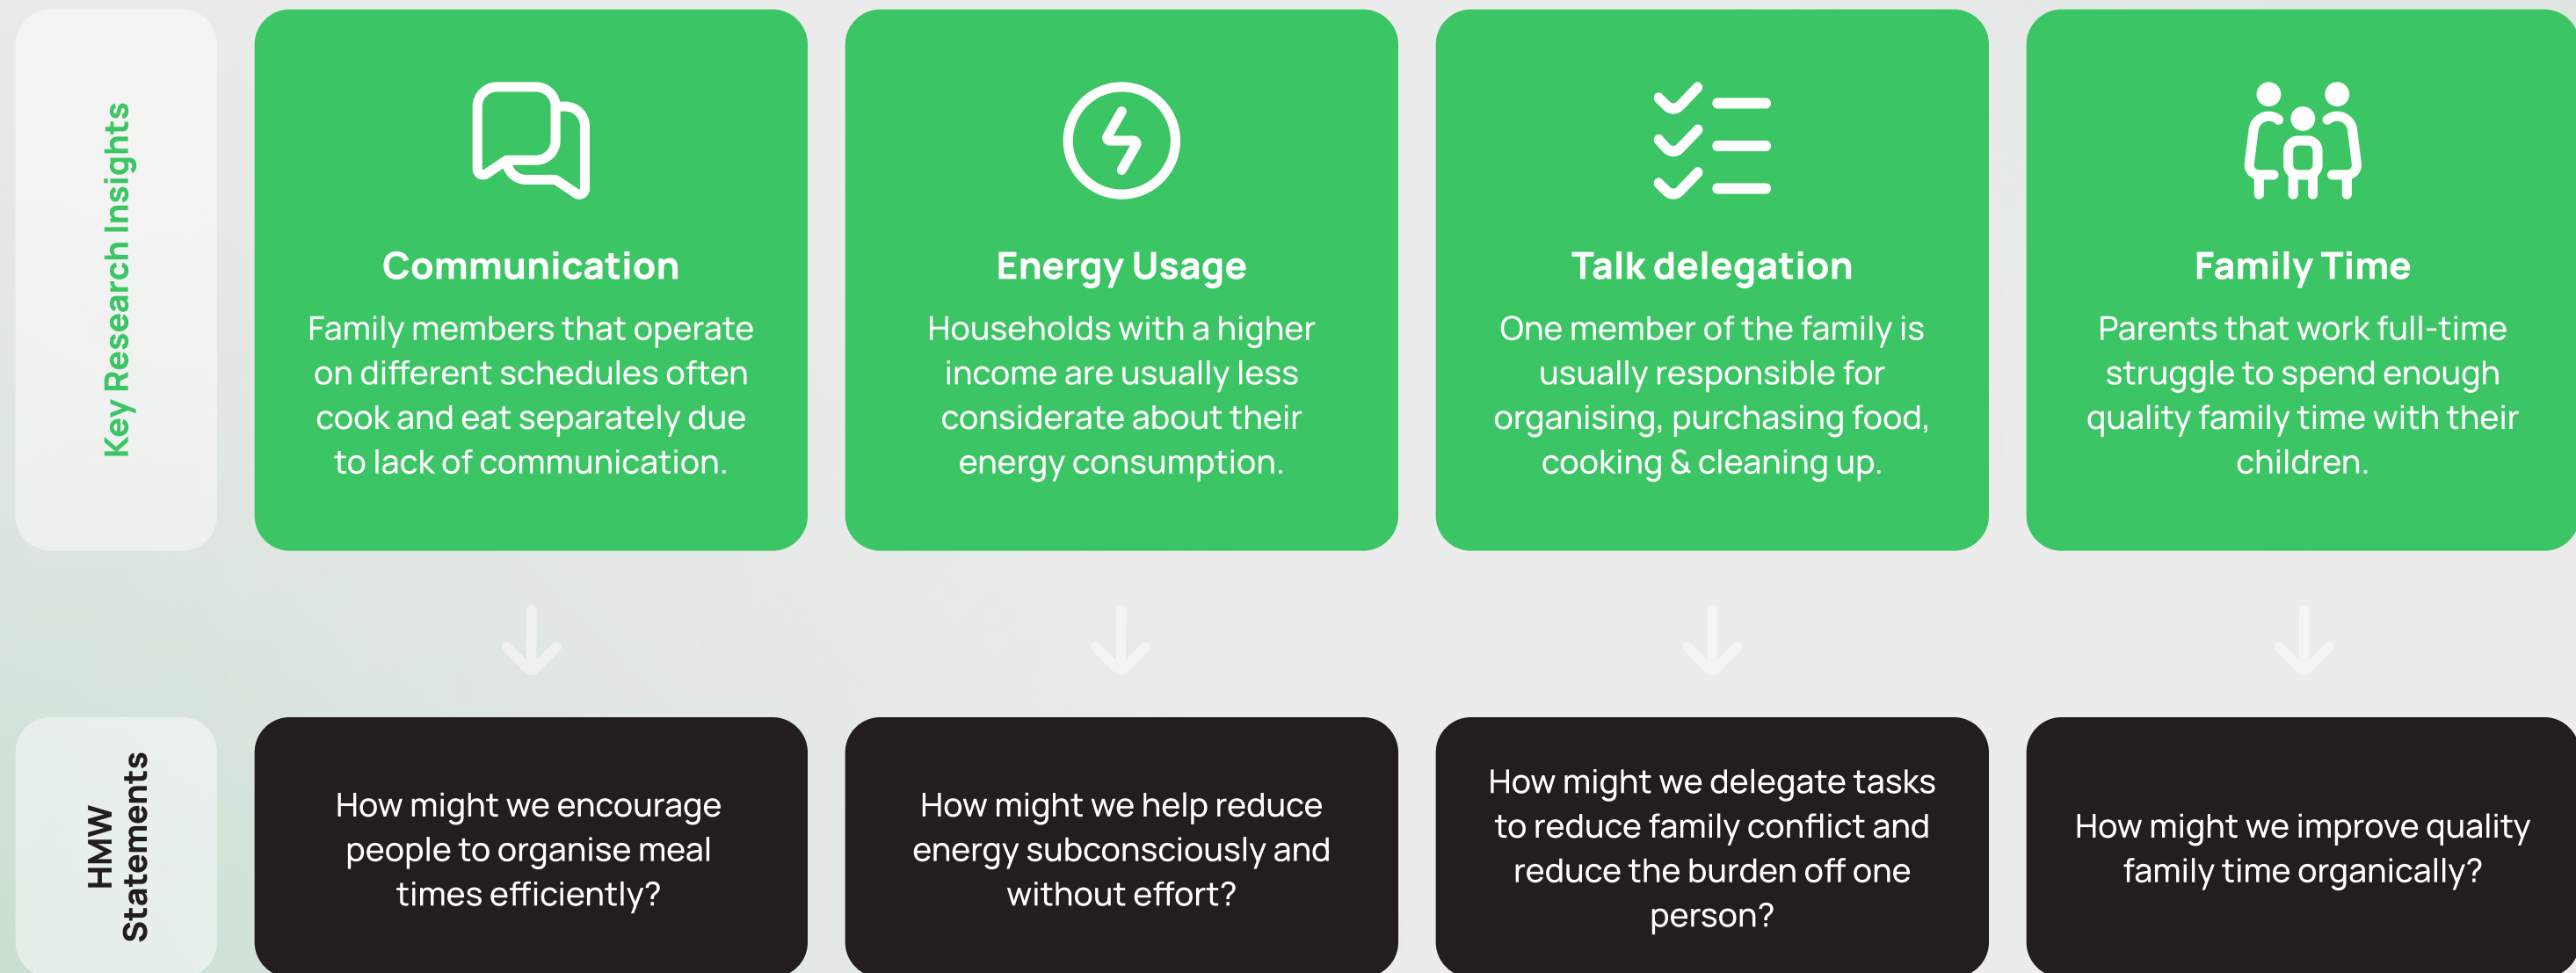 Key Research Insights
Communication
Family members that operate
on different schedules often
cook and eat separately due
to lack of communication.
Energy Usage
Households with a higher
income are usually less
considerate about their
energy consumption.
Talk delegation
One member of the family is
usually responsible for
organising, purchasing food,
cooking & cleaning up.
Family Time
Parents that work full-time
struggle to spend enough
quality family time with their
children.
HMW
Statements
How might we encourage
people to organise meal
times efficiently?
How might we help reduce
energy subconsciously and
without effort?
How might we delegate tasks
to reduce family conflict and
reduce the burden off one
person?
How might we improve quality
family time organically?